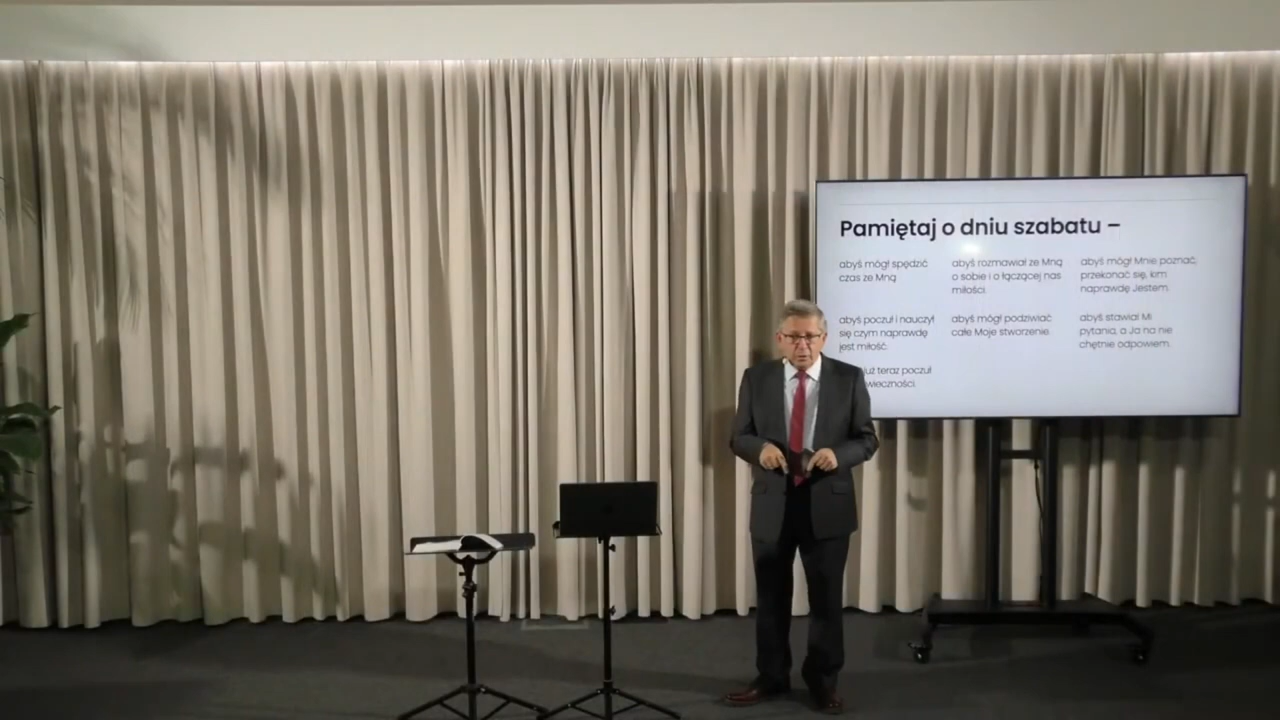 Pamiętaj o dniu szabatu –
abyś mógł spędzić
czas ze Mną
abyś rozmawiał ze Mną
o sobie i o łączącej nas
miłości.
abyś mógł Mnie poznać,
przekonać się, kim
naprawdę Jestem.
abyś poczuł i nauczył
się czym naprawdę
jest miłość.
abyś mógł podziwiać
całe Moje stworzenie.
abyś stawiał Mi
pytania, a Ja na nie
chętnie odpowiem.
już teraz poczuł
wieczności.